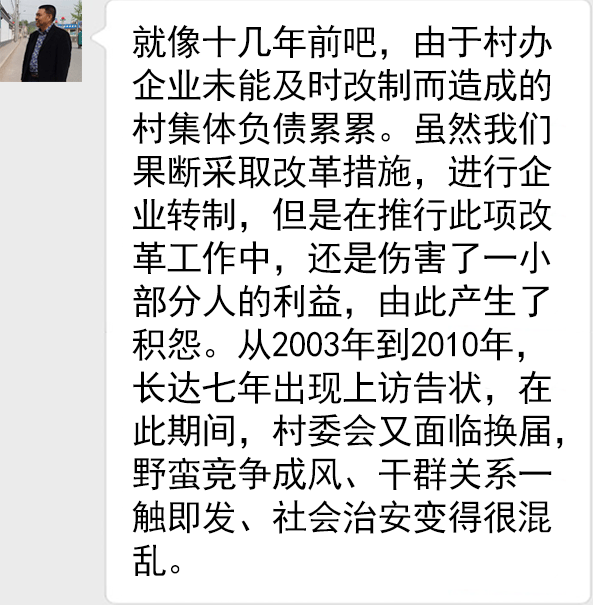 就像十几年前吧，由于村办
企业未能及时改制而造成的
村集体负债累累。虽然我们
果断采取改革措施，进行企
业转制，但是在推行此项改
革工作中，还是伤害了一小
部分人的利益，由此产生了
积怨。从2003年到2010年，
长达七年出现上访告状，在
此期间，村委会又面临换届，
野蛮竞争成风、干群关系一
触即发、社会治安变得很混
乱。